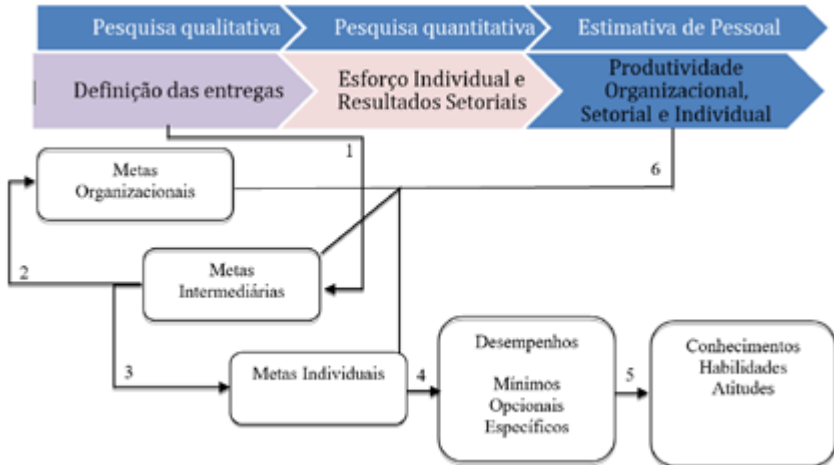 Pesquisa qualitativa
Pesquisa quantitativa
Estimativa de Pessoal
Definição das entregas
Esforço Individual e
Resultados Setoriais
Produtividade
Organizacional,
Setorial e Individual
1
6
Metas
Organizacionais
2
Metas
Intermediárias
3
Metas Individuais
4
Desempenhos
Mínimos
Opcionais
Específicos
5
Conhecimentos
Habilidades
Atitudes